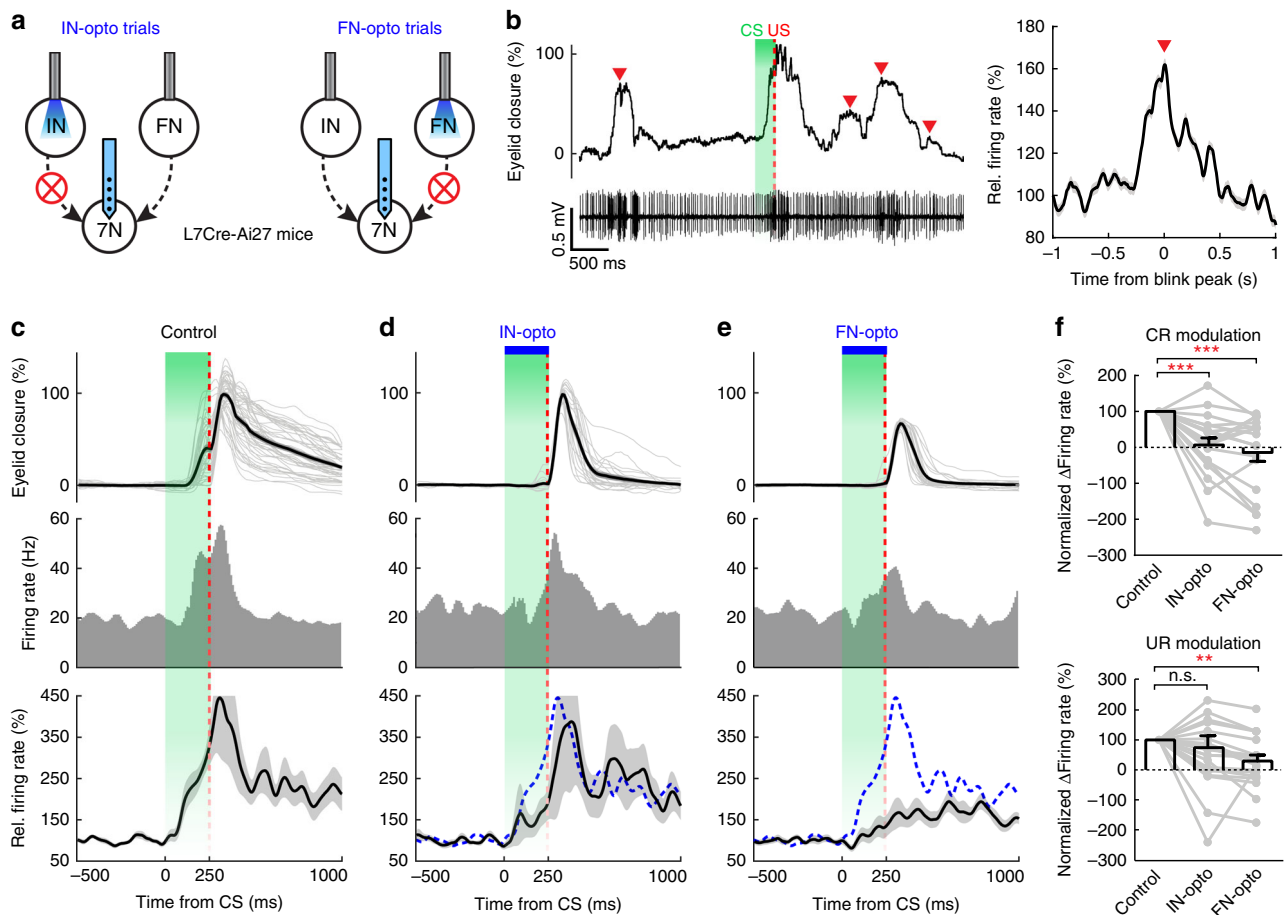 a
IN-opto trials
FN-opto trials
IN
FN
IN
FN
7N
7N
L7Cre-Ai27 mice
b
CS US
Eyelid closure (%)
100
0
0.5 mV
500 ms
Rel. firing rate (%)
160
140
120
100
80
–1 –0.5 0 0.5 1
Time from blink peak (s)
c
Control
Eyelid closure (%)
100
0
Firing rate (Hz)
60
40
20
0
Rel. firing rate (%)
450
350
250
150
50
–500 0 250 1000
Time from CS (ms)
d
IN-opto
100
0
60
40
20
0
450
350
250
150
50
–500 0 250 1000
Time from CS (ms)
e
FN-opto
100
0
60
40
20
0
450
350
250
150
50
–500 0 250 1000
Time from CS (ms)
f
CR modulation
***
***
Normalized ΔFiring rate (%)
200
100
0
–100
–200
–300
Control
IN-opto
FN-opto
UR modulation
**
n.s.
Normalized ΔFiring rate (%)
300
200
100
0
–100
–200
–300
Control
IN-opto
FN-opto